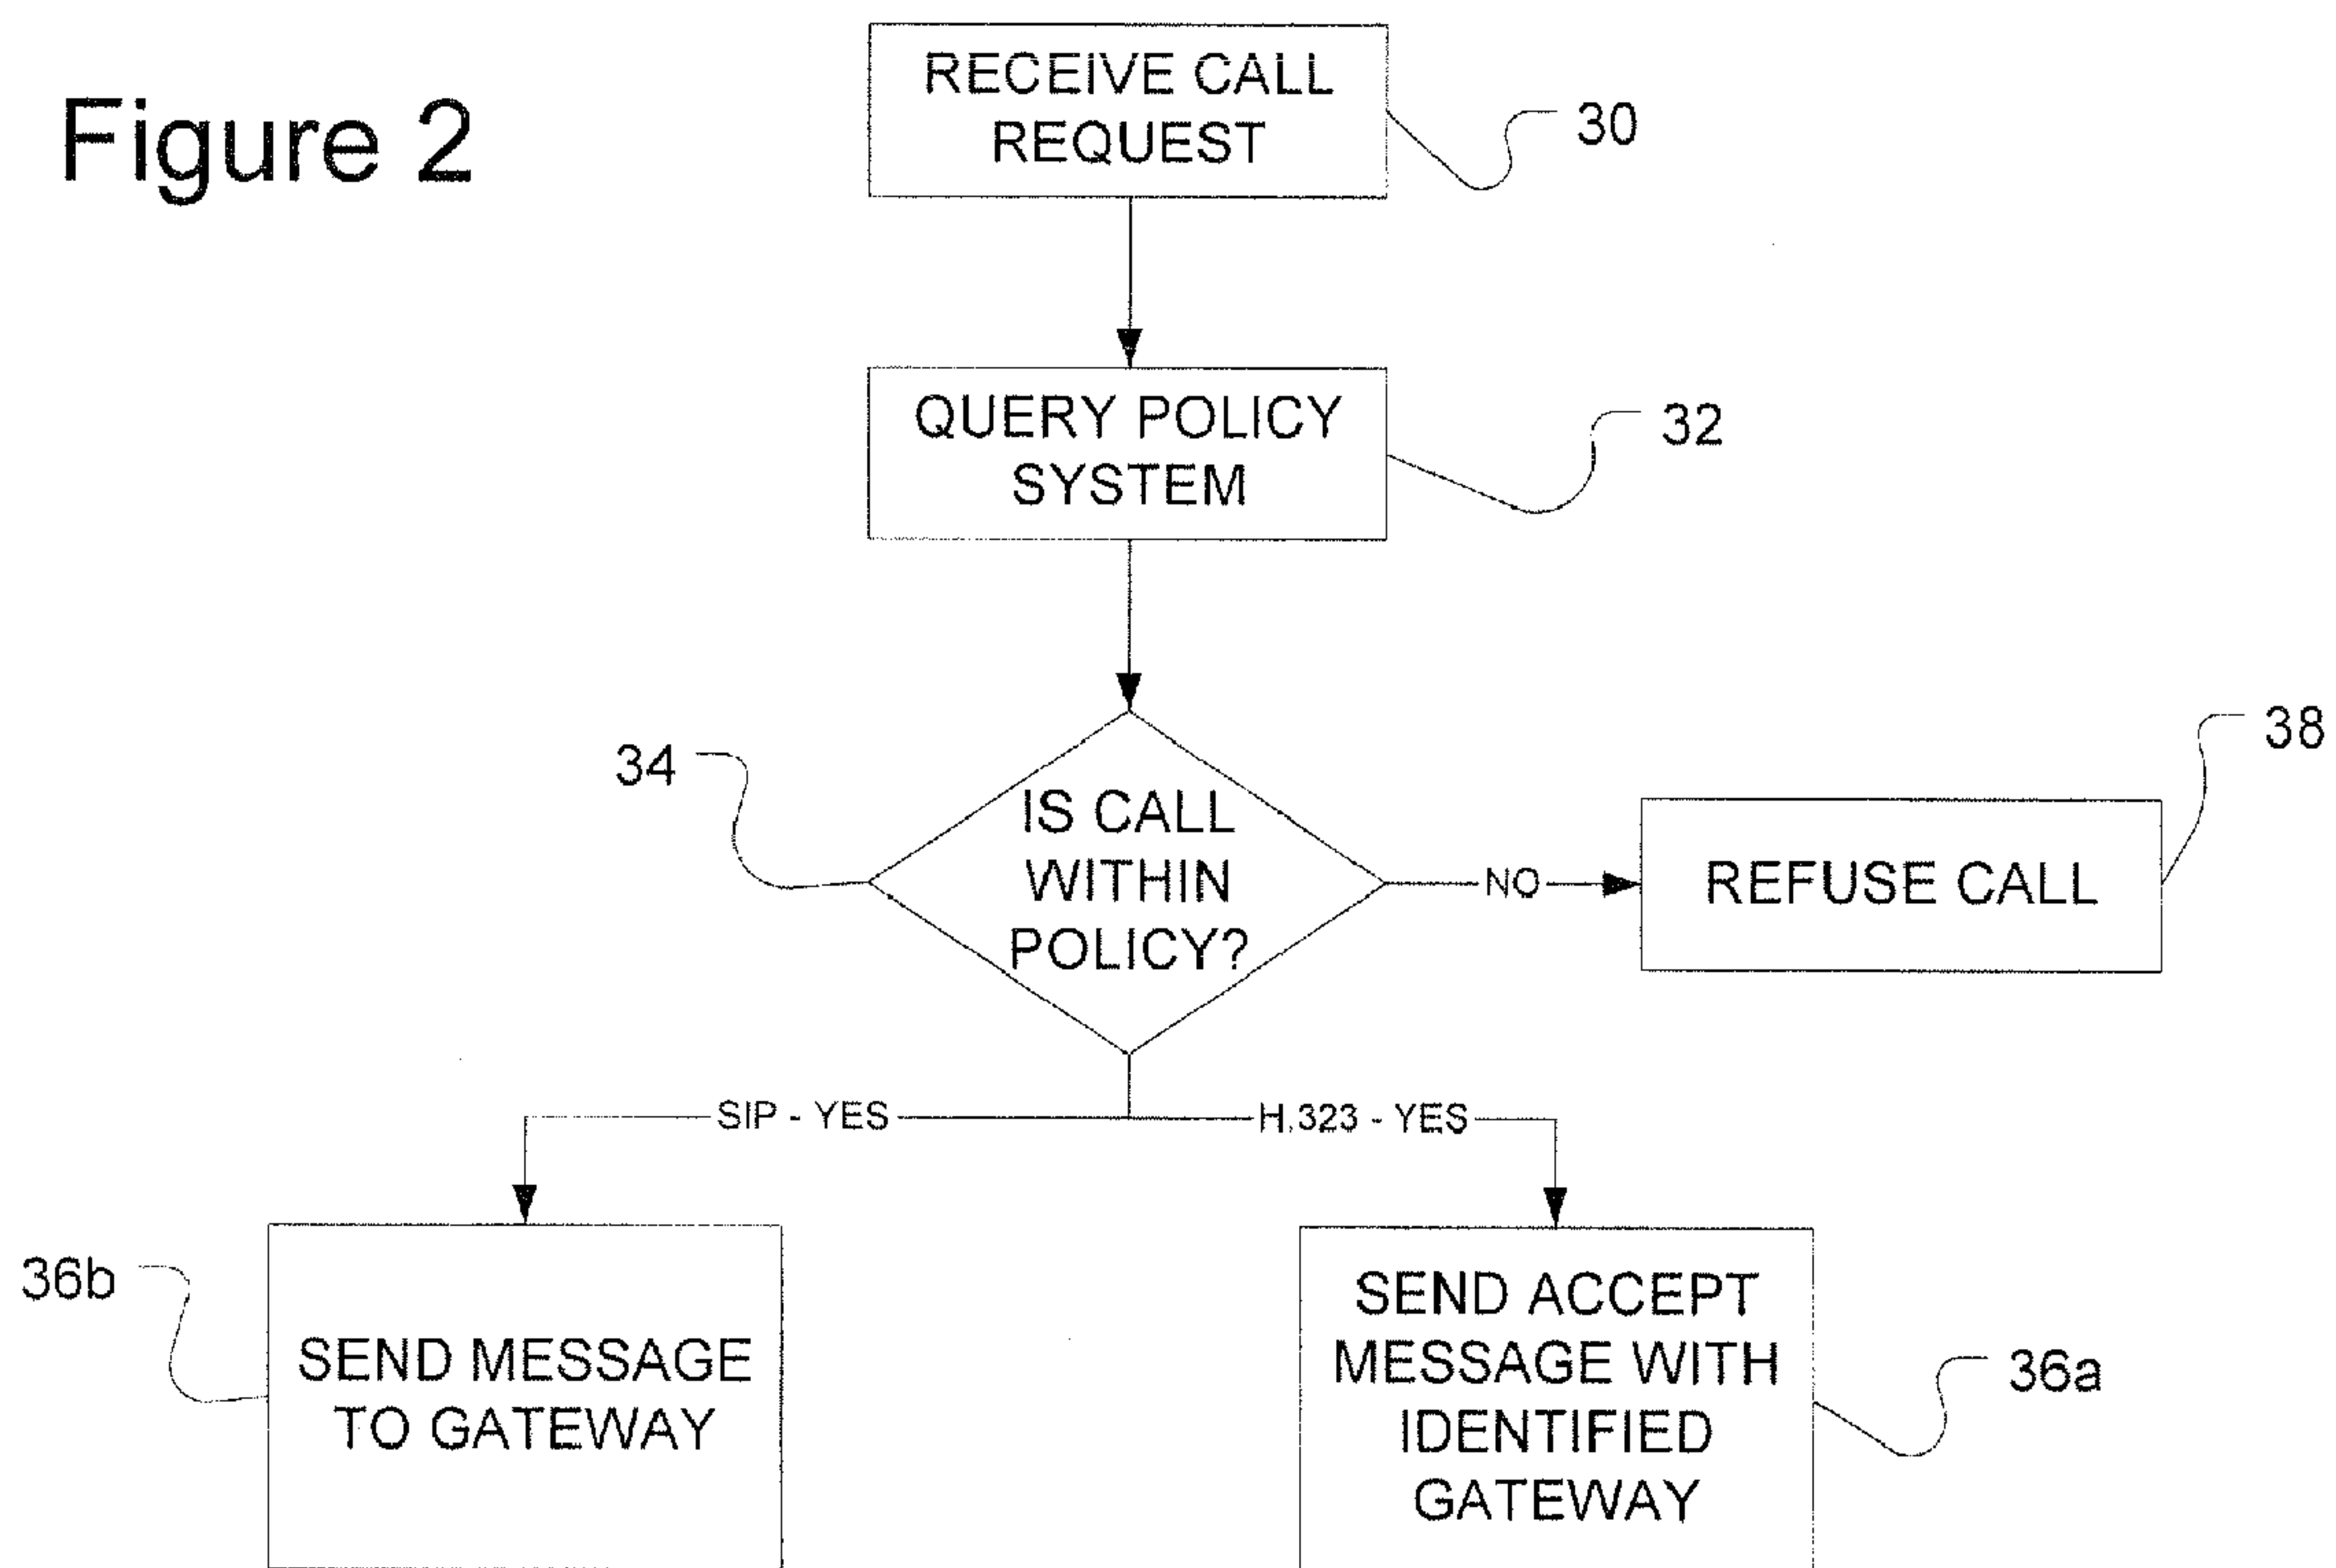 Figure 2
RECEIVE CALL
REQUEST
30
QUERY POLICY
SYSTEM
32
34
IS CALL
WITHIN
POLICY?
NO
REFUSE CALL
38
SIP - YES
H.323 - YES
36b
SEND MESSAGE
TO GATEWAY
SEND ACCEPT
MESSAGE WITH
IDENTIFIED
GATEWAY
36a